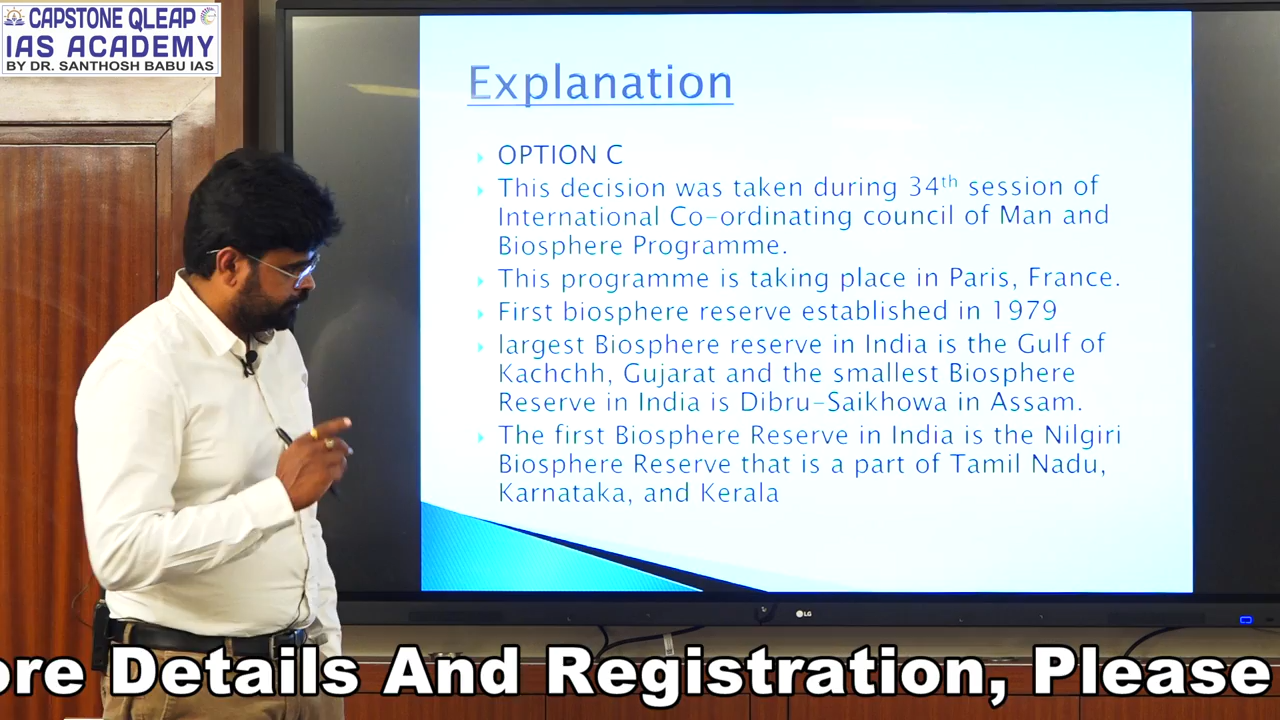 CAPSTONE QLEAP
IAS ACADEMY
BY DR. SANTHOSH BABU IAS
Explanation
OPTION C
This decision was taken during 34th session of
International Co-ordinating council of Man and
Biosphere Programme.
This programme is taking place in Paris, France.
First biosphere reserve established in 1979
largest Biosphere reserve in India is the Gulf of
Kachchh, Gujarat and the smallest Biosphere
Reserve in India is Dibru-Saikhowa in Assam.
The first Biosphere Reserve in India is the Nilgiri
Biosphere Reserve that is a part of Tamil Nadu,
Karnataka, and Kerala
LG
ore Details And Registration, Please